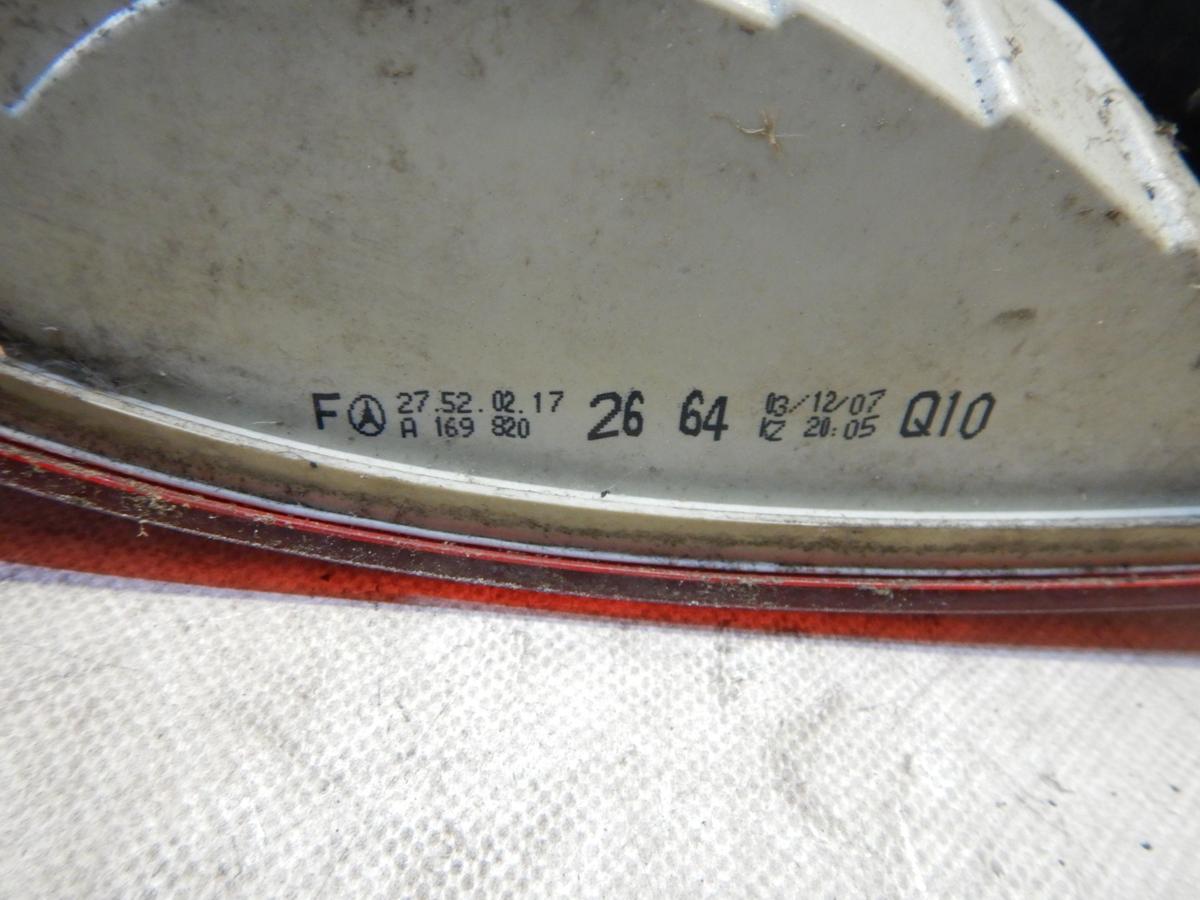 F 27.52.02.17 26 64 03/12/07 Q10
A 169 820 KZ 20:05